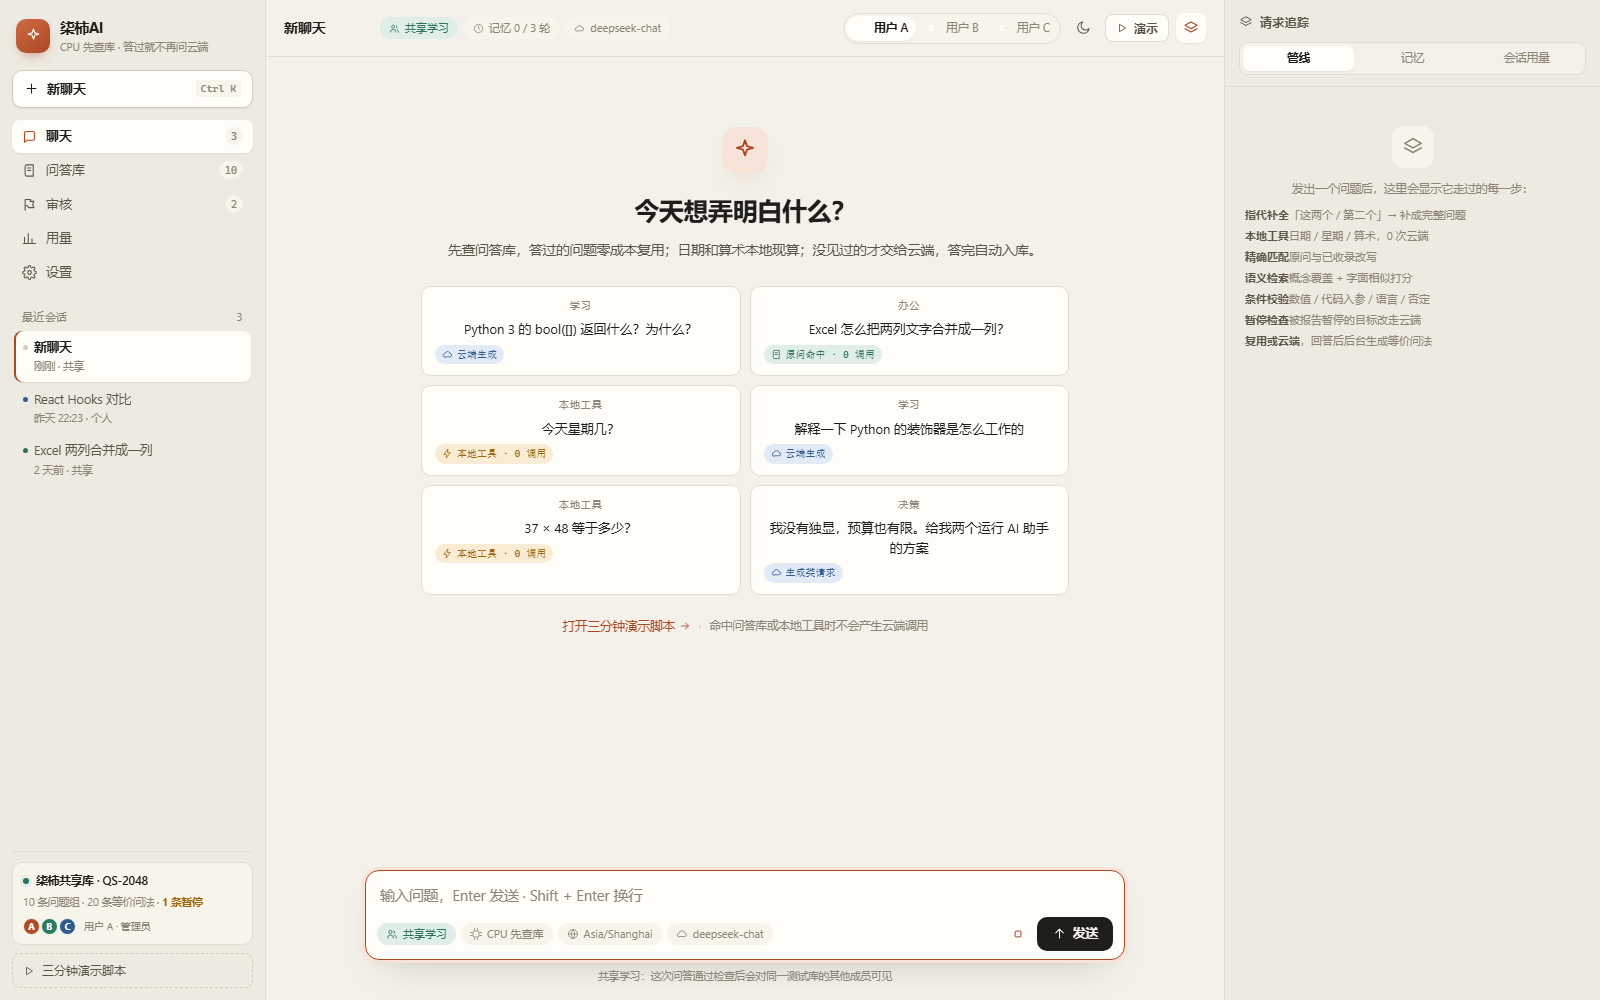 柒柿AI
CPU 先查库 · 答过就不再问云端
新聊天
Ctrl K
聊天
3
问答库
10
审核
2
用量
设置
最近会话
3
新聊天
刚刚 · 共享
React Hooks 对比
昨天 22:23 · 个人
Excel 两列合并成一列
2 天前 · 共享
柒柿共享库 · QS-2048
10 条问题组 · 20 条等价问法 · 1 条暂停
A B C 用户 A · 管理员
三分钟演示脚本
新聊天
共享学习
记忆 0 / 3 轮
deepseek-chat
用户 A
用户 B
用户 C
演示
今天想弄明白什么？
先查问答库，答过的问题零成本复用；日期和算术本地现算；没见过的才交给云端，答完自动入库。
学习
Python 3 的 bool([]) 返回什么？为什么？
云端生成
办公
Excel 怎么把两列文字合并成一列？
原问命中 · 0 调用
本地工具
今天星期几？
本地工具 · 0 调用
学习
解释一下 Python 的装饰器是怎么工作的
云端生成
本地工具
37 × 48 等于多少？
本地工具 · 0 调用
决策
我没有独显，预算也有限。给我两个运行 AI 助手
的方案
生成类请求
打开三分钟演示脚本 → · 命中问答库或本地工具时不会产生云端调用
输入问题，Enter 发送 · Shift + Enter 换行
共享学习
CPU 先查库
Asia/Shanghai
deepseek-chat
发送
共享学习：这次问答通过检查后会对同一测试库的其他成员可见
请求追踪
管线
记忆
会话用量
发出一个问题后，这里会显示它走过的每一步：
指代补全「这两个 / 第二个」→ 补成完整问题
本地工具日期 / 星期 / 算术，0 次云端
精确匹配原问与已收录改写
语义检索概念覆盖 + 字面相似打分
条件校验数值 / 代码入参 / 语言 / 否定
暂停检查被报告暂停的目标改走云端
复用或云端，回答后后台生成等价问法